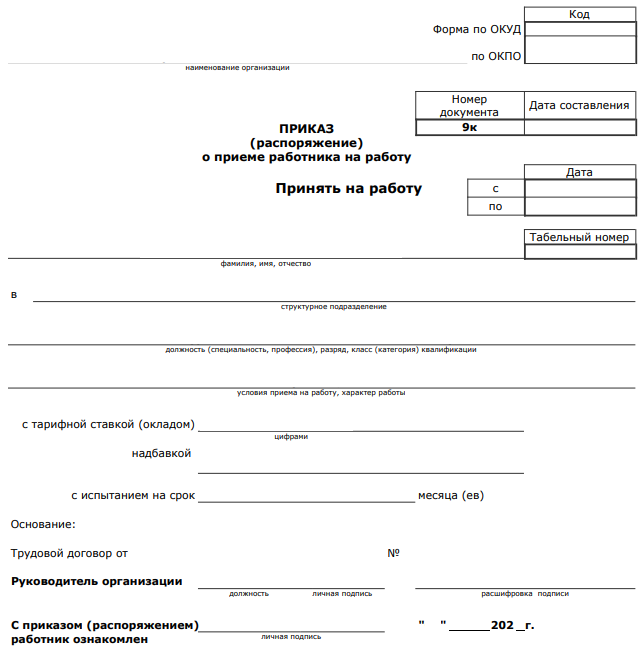 Код
Форма по ОКУД
по ОКПО
наименование организации
Номер документа Дата составления
9к
ПРИКАЗ
(распоряжение)
о приеме работника на работу
Дата
Принять на работу с
по
Табельный номер
фамилия, имя, отчество
в
структурное подразделение
должность (специальность, профессия), разряд, класс (категория) квалификации
условия приема на работу, характер работы
с тарифной ставкой (окладом)
цифрами
надбавкой
с испытанием на срок месяца (ев)
Основание:
Трудовой договор от №
Руководитель организации
должность личная подпись расшифровка подписи
С приказом (распоряжением) " " ______ 202 _ г.
работник ознакомлен
личная подпись